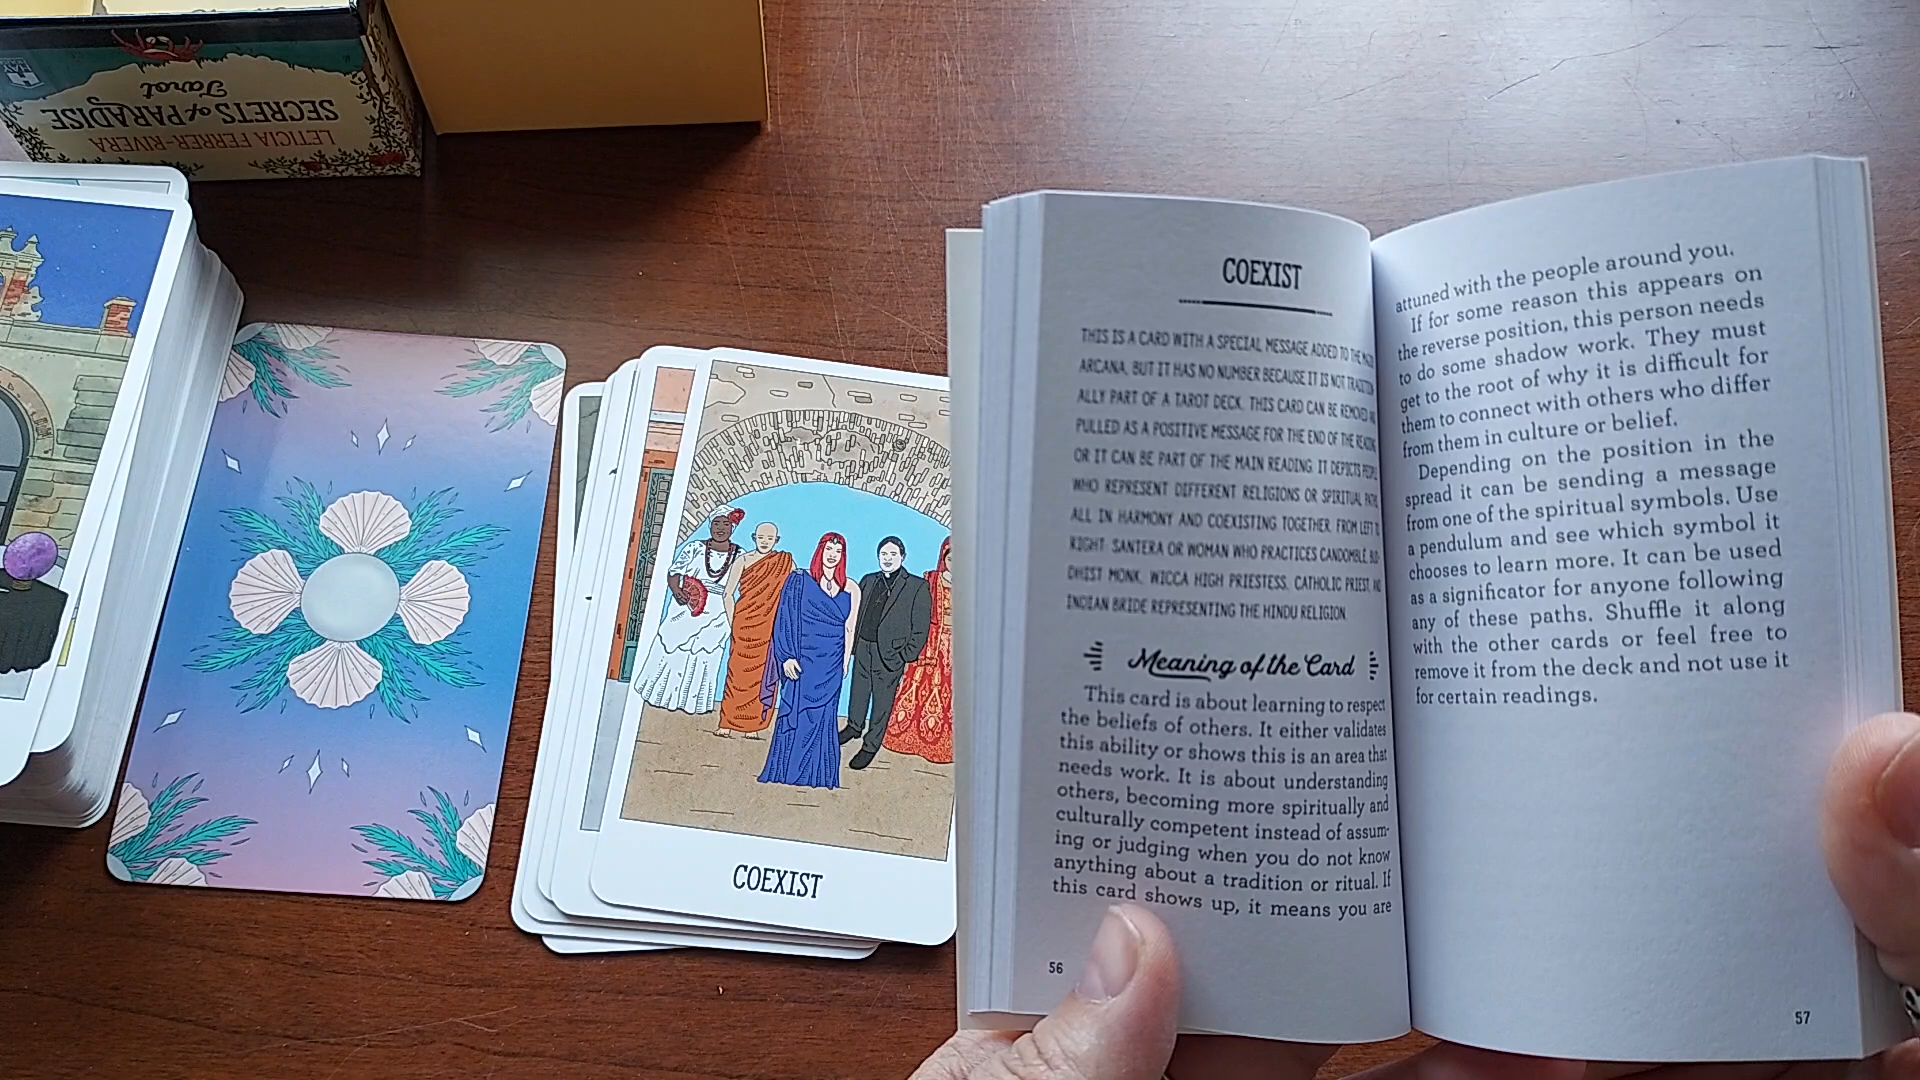 LETICIA FERRER-RIVERA
SECRETS of PARADISE
Tarot
HAY
COEXIST
COEXIST
THIS IS A CARD WITH A SPECIAL MESSAGE ADDED TO THE
ARCANA, BUT IT HAS NO NUMBER BECAUSE IT IS NOT TRADITION-
ALLY PART OF A TAROT DECK. THIS CARD CAN BE REMOVED
PULLED AS A POSITIVE MESSAGE FOR THE END OF THE READING
OR IT CAN BE PART OF THE MAIN READING. IT DEPICTS PEOPLE
WHO REPRESENT DIFFERENT RELIGIONS OR SPIRITUAL PATHS
ALL IN HARMONY AND COEXISTING TOGETHER. FROM LEFT TO
RIGHT: SANTERA OR WOMAN WHO PRACTICES CANDOMBLE, BUD-
DHIST MONK, WICCA HIGH PRIESTESS, CATHOLIC PRIEST, AND
INDIAN BRIDE REPRESENTING THE HINDU RELIGION.
Meaning of the Card
This card is about learning to respect
the beliefs of others. It either validates
this ability or shows this is an area that
needs work. It is about understanding
others, becoming more spiritually and
culturally competent instead of assum-
ing or judging when you do not know
anything about a tradition or ritual. If
this card shows up, it means you are
56
attuned with the people around you.
If for some reason this appears on
the reverse position, this person needs
to do some shadow work. They must
get to the root of why it is difficult for
them to connect with others who differ
from them in culture or belief.
Depending on the position in the
spread it can be sending a message
from one of the spiritual symbols. Use
a pendulum and see which symbol it
chooses to learn more. It can be used
as a significator for anyone following
any of these paths. Shuffle it along
with the other cards or feel free to
remove it from the deck and not use it
for certain readings.
57